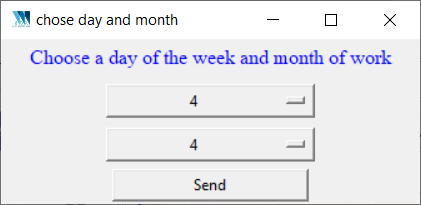 chose day and month
Choose a day of the week and month of work
4
4
Send